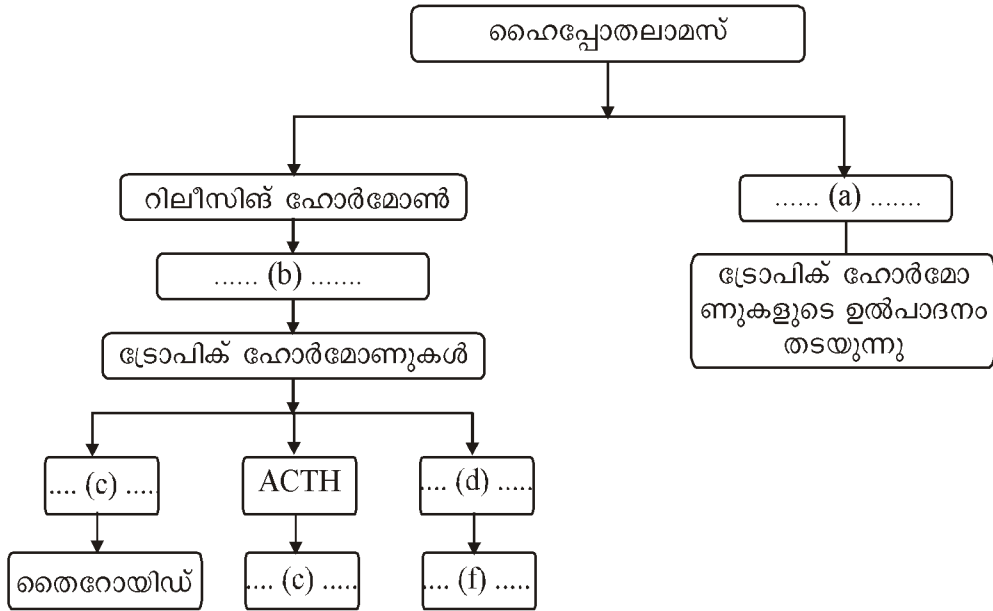 ഹൈപ്പോതലാമസ്
റിലീസിങ് ഹോർമോൺ
...... (a) .......
...... (b) .......
ട്രോപിക് ഹോർമോ
ണുകളുടെ ഉൽപാദനം
തടയുന്നു
ട്രോപിക് ഹോർമോണുകൾ
.... (c) .....
ACTH
.... (d) .....
തൈറോയിഡ്
.... (c) .....
.... (f) .....